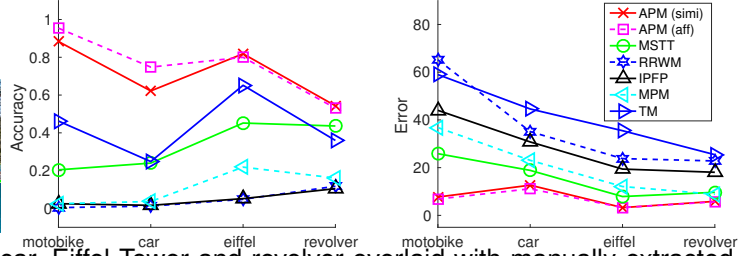 1
0.8
0.6
0.4
0.2
0
Accuracy
motobike car eiffel revolver
80
60
40
20
0
Error
motobike car eiffel revolver
APM (simi)
APM (aff)
MSTT
RRWM
IPFP
MPM
TM
car, Eiffel Tower and revolver overlaid with manually extracted